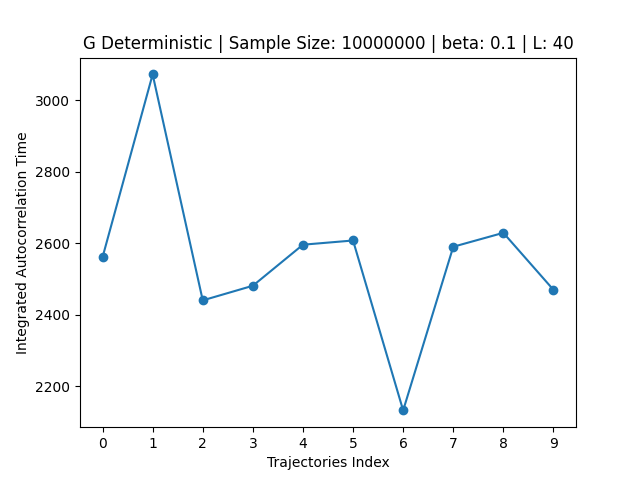 G Deterministic | Sample Size: 10000000 | beta: 0.1 | L: 40
Integrated Autocorrelation Time
3000
2800
2600
2400
2200
0 1 2 3 4 5 6 7 8 9
Trajectories Index